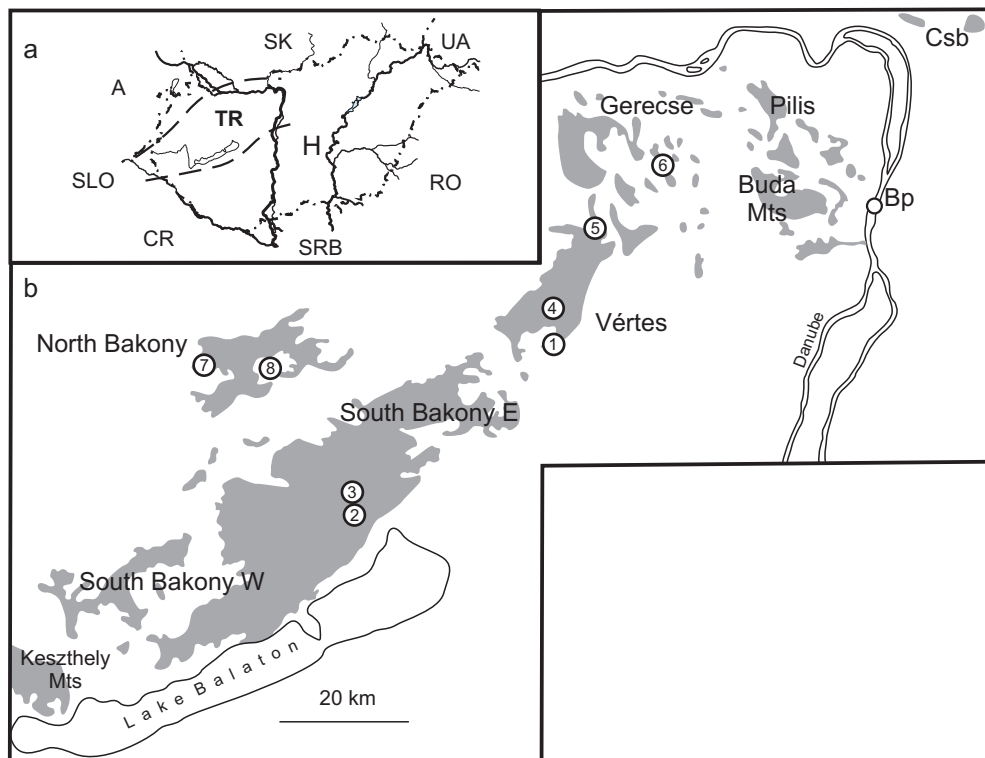 a
SK
UA
A
TR
H
SLO
RO
CR
SRB
Csb
Gerecse
Pilis
6
Buda
Mts
Bp
5
4
Vértes
1
Danube
b
North Bakony
7
8
South Bakony E
3
2
South Bakony W
Keszthely
Mts
Lake Balaton
20 km